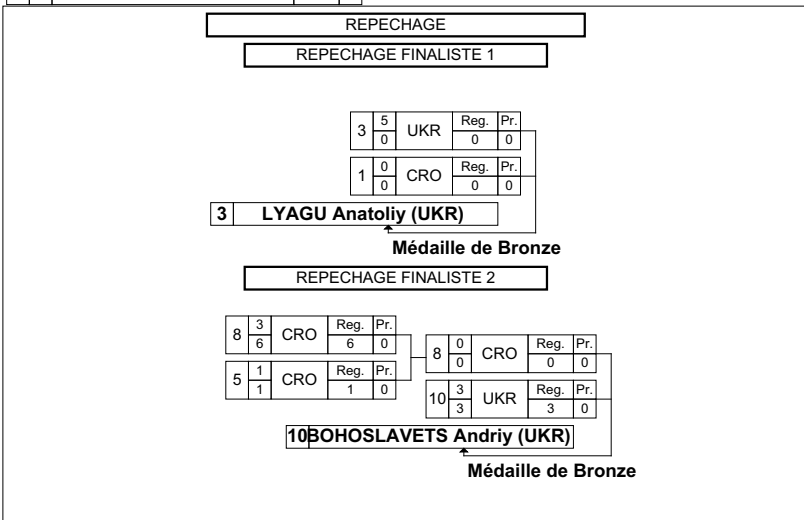 REPECHAGE
REPECHAGE FINALISTE 1
3 5 UKR Reg. Pr.
0 0 0
1 0 CRO Reg. Pr.
0 0 0
3 LYAGU Anatoliy (UKR)
Médaille de Bronze
REPECHAGE FINALISTE 2
8 3 CRO Reg. Pr.
6 6 0
8 0 CRO Reg. Pr.
0 0 0
5 1 CRO Reg. Pr.
1 1 0
10 3 UKR Reg. Pr.
3 3 0
10 BOHOSLAVETS Andriy (UKR)
Médaille de Bronze